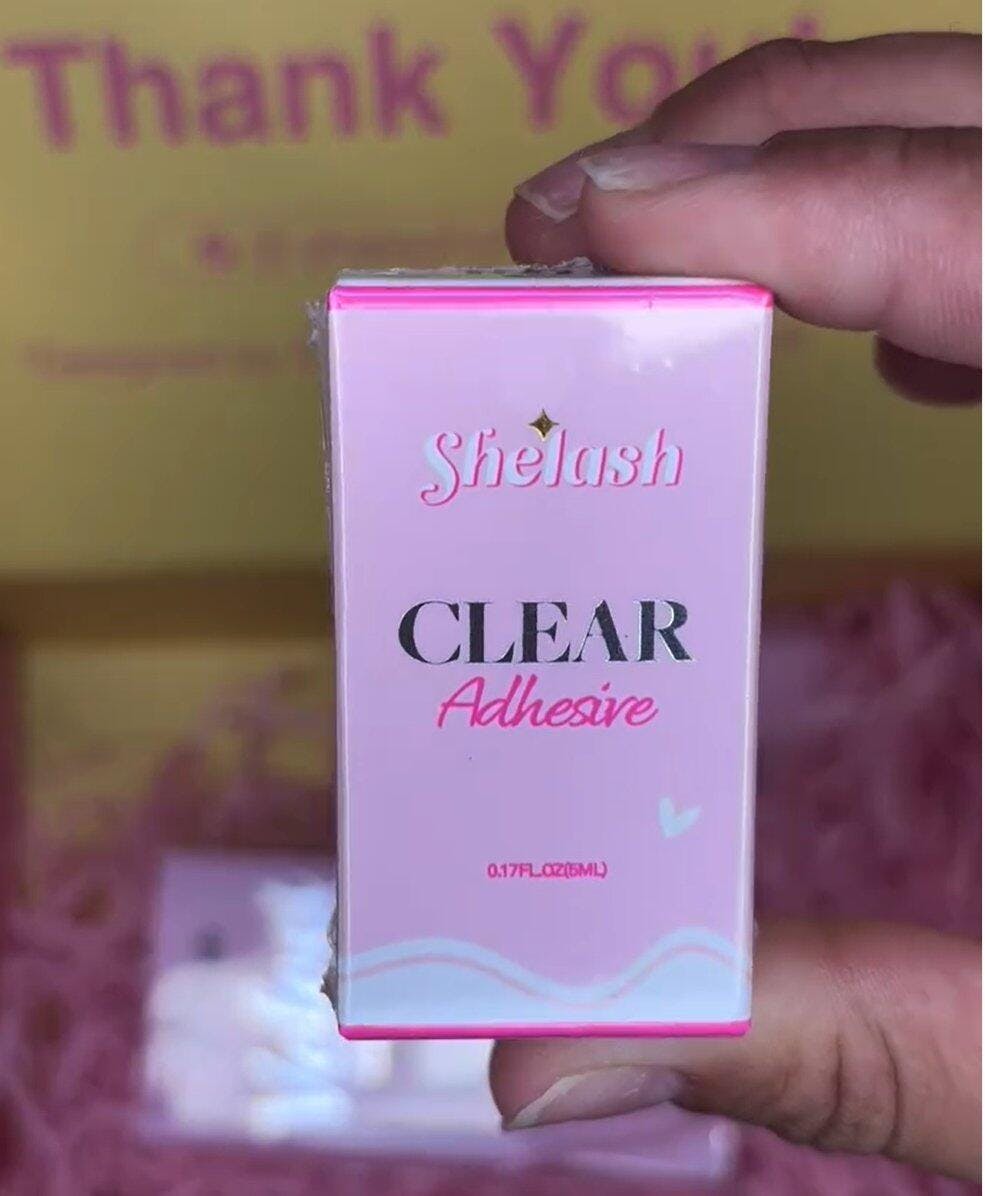 Thank You!
Shelash
CLEAR
Adhesive
0.17FL.OZ(5ML)